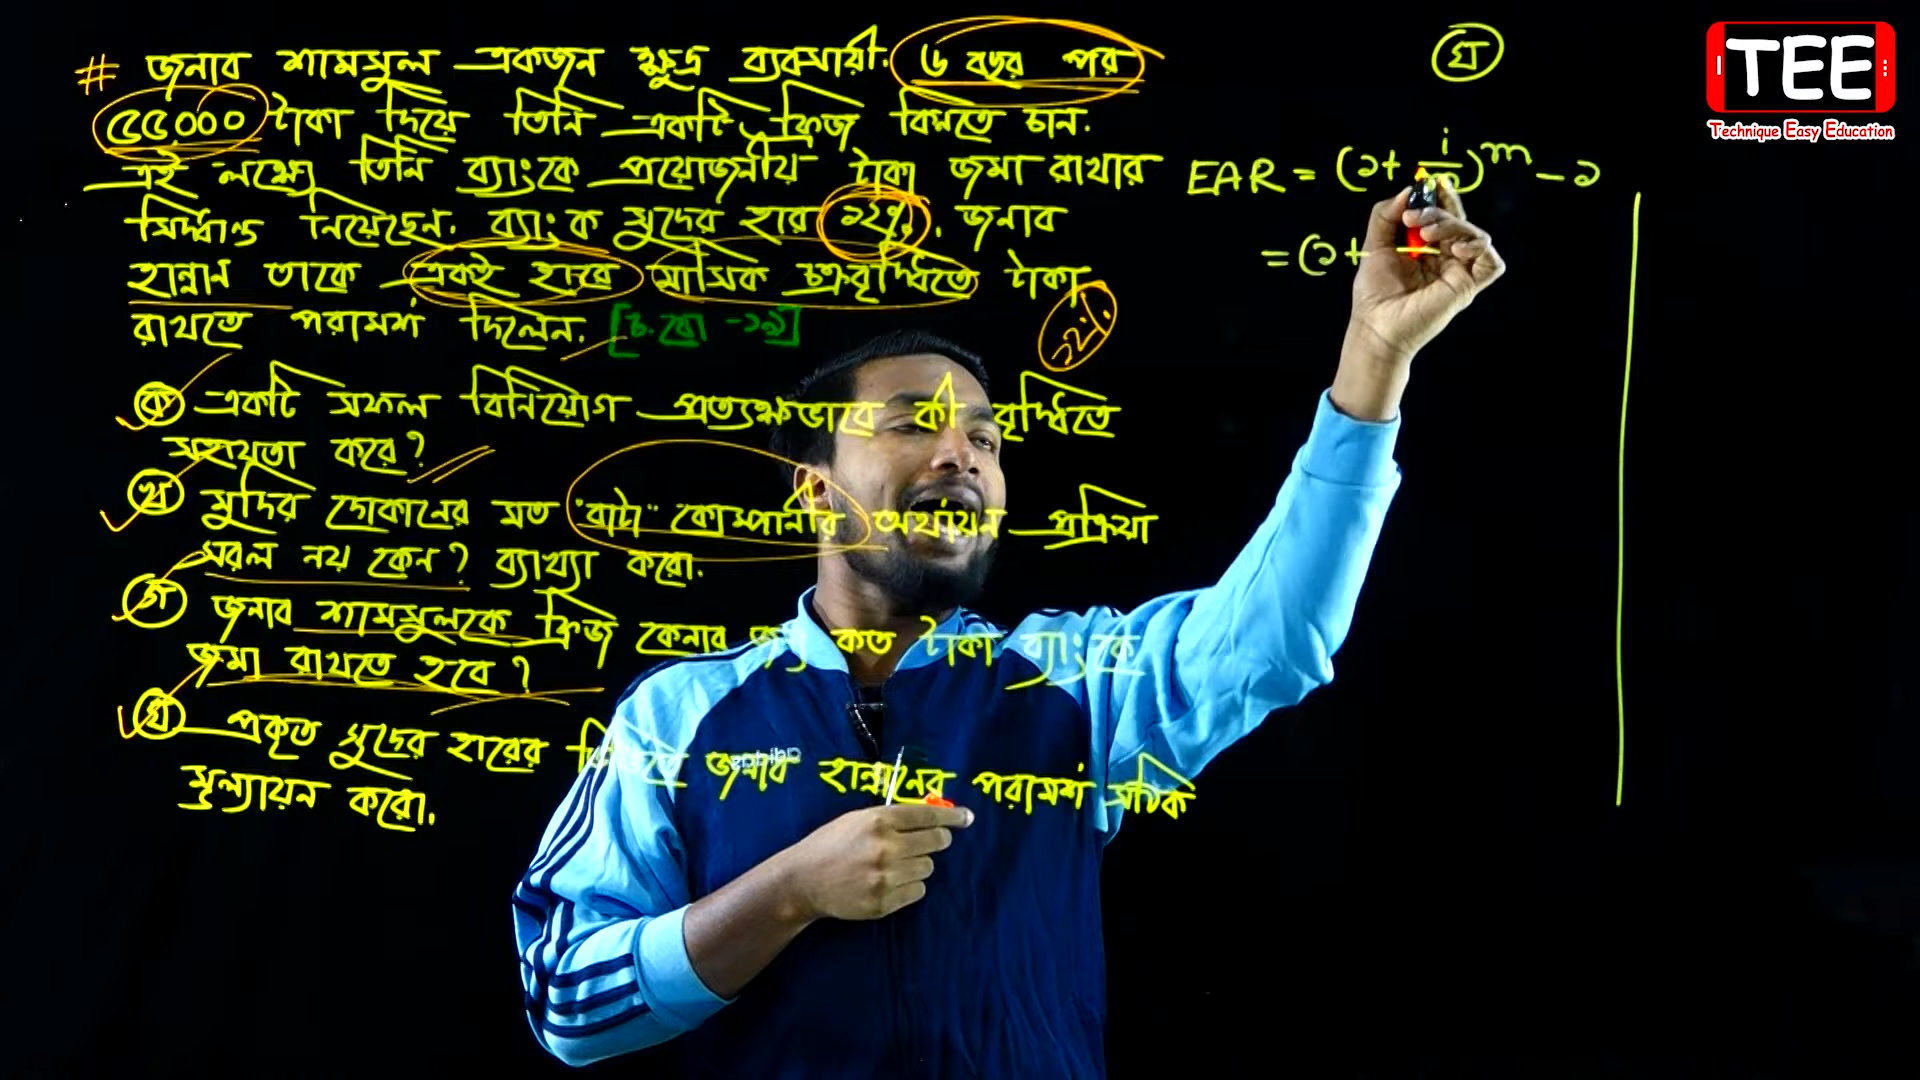 # জনাব শামসুল একজন ক্ষুদ্র ব্যবসায়ী. ৬ বছর পর
৫৫০০০ টাকা দিয়ে তিনি একটি ফ্রিজ কিনতে চান.
এই লক্ষ্যে তিনি ব্যাংকে প্রয়োজনীয় টাকা জমা রাখার
সিদ্ধান্ত নিয়েছেন. ব্যাংক সুদের হার ১২%. জনাব
হান্নান তাকে একই হারে মাসিক চক্রবৃদ্ধিতে টাকা
রাখতে পরামর্শ দিলেন. [চ. বো -১৯]
১২%
ক একটি সফল বিনিয়োগ প্রত্যক্ষভাবে কী বৃদ্ধিতে
সহায়তা করে?
খ মুদির দোকানের মত "বাটা" কোম্পানীর অর্থায়ন প্রক্রিয়া
সরল নয় কেন? ব্যাখ্যা করো.
গ জনাব শামসুলকে ফ্রিজ কেনার জন্য কত টাকা ব্যাংকে
জমা রাখতে হবে?
ঘ প্রকৃত সুদের হারের জনাব হান্নানের পরামর্শ সঠিক
মুল্যায়ন করো.
ঘ
EAR = (১+ i/m)^m - ১
= (১+
TEE
Technique Easy Education
adidas